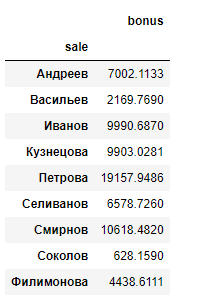 bonus
sale
Андреев 7002.1133
Васильев 2169.7690
Иванов 9990.6870
Кузнецова 9903.0281
Петрова 19157.9486
Селиванов 6578.7260
Смирнов 10618.4820
Соколов 628.1590
Филимонова 4438.6111